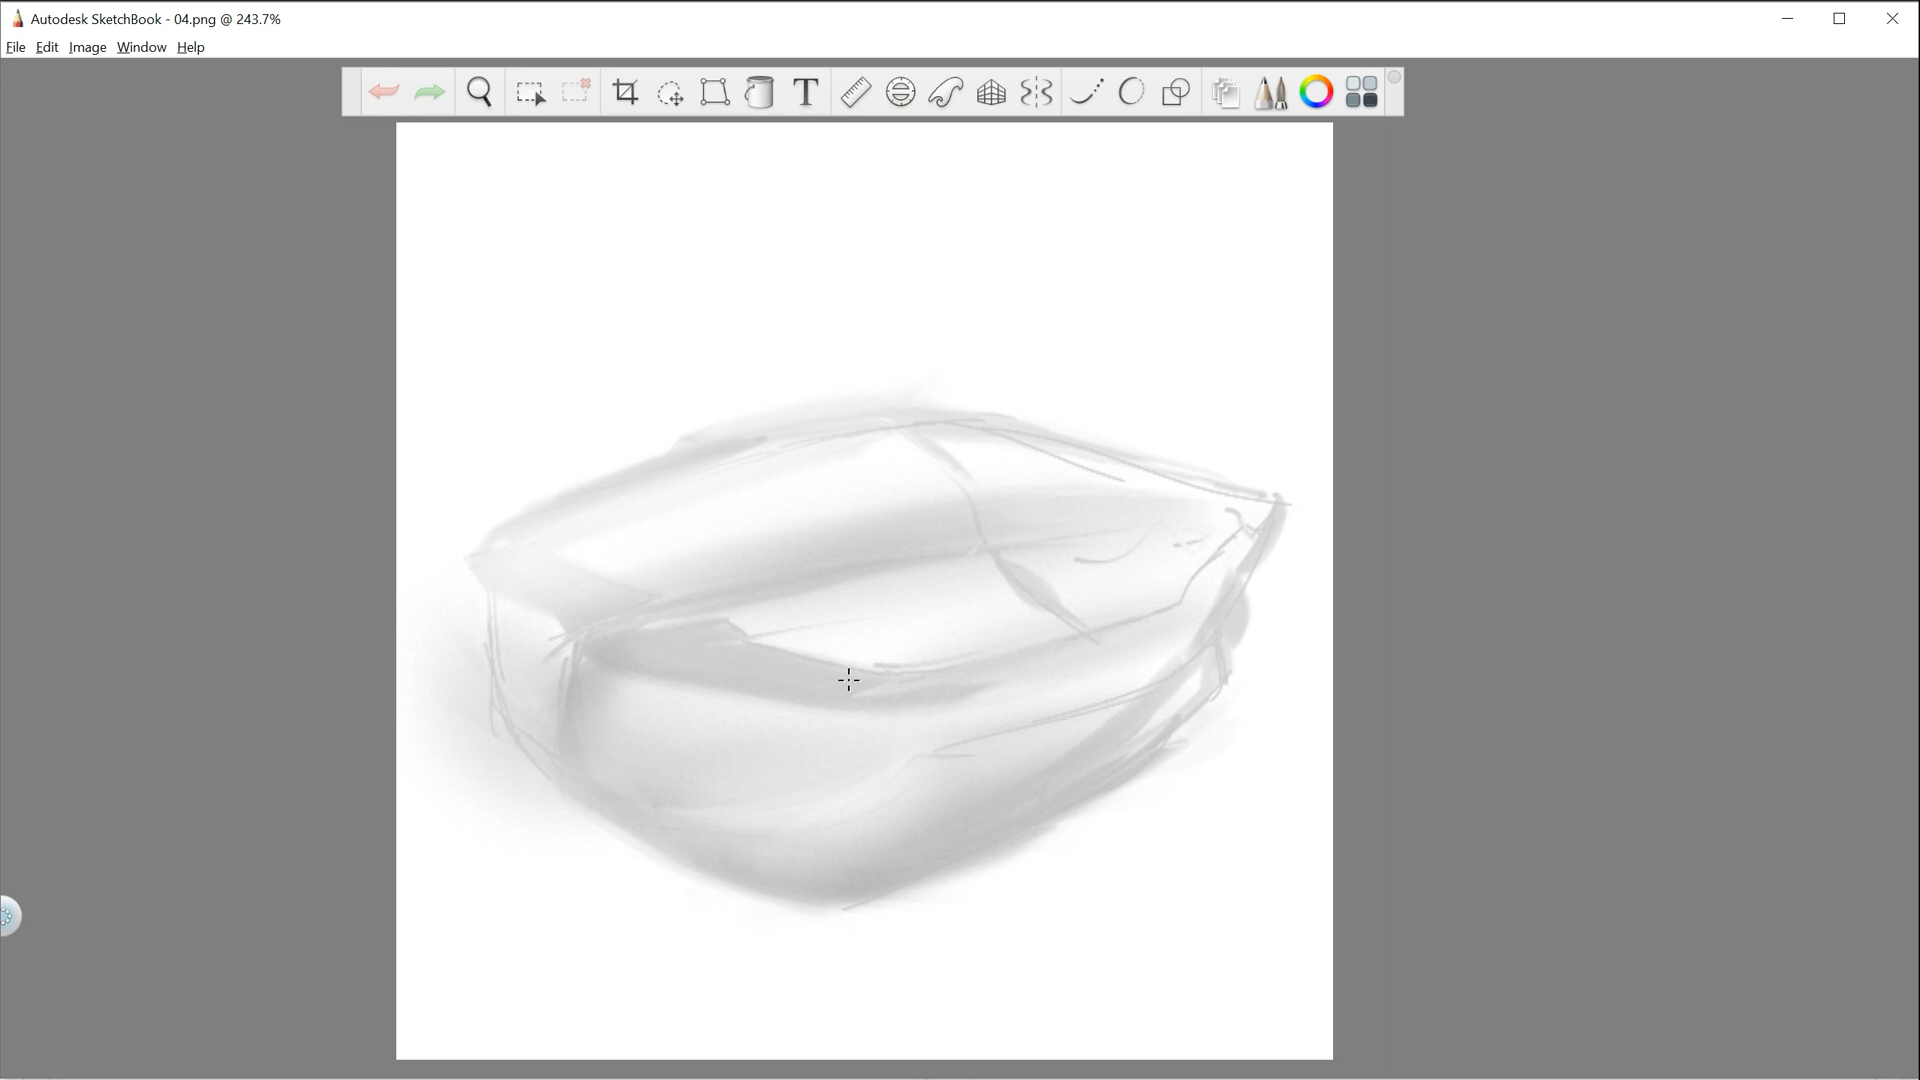 Autodesk SketchBook - 04.png @ 243.7%
File Edit Image Window Help
T